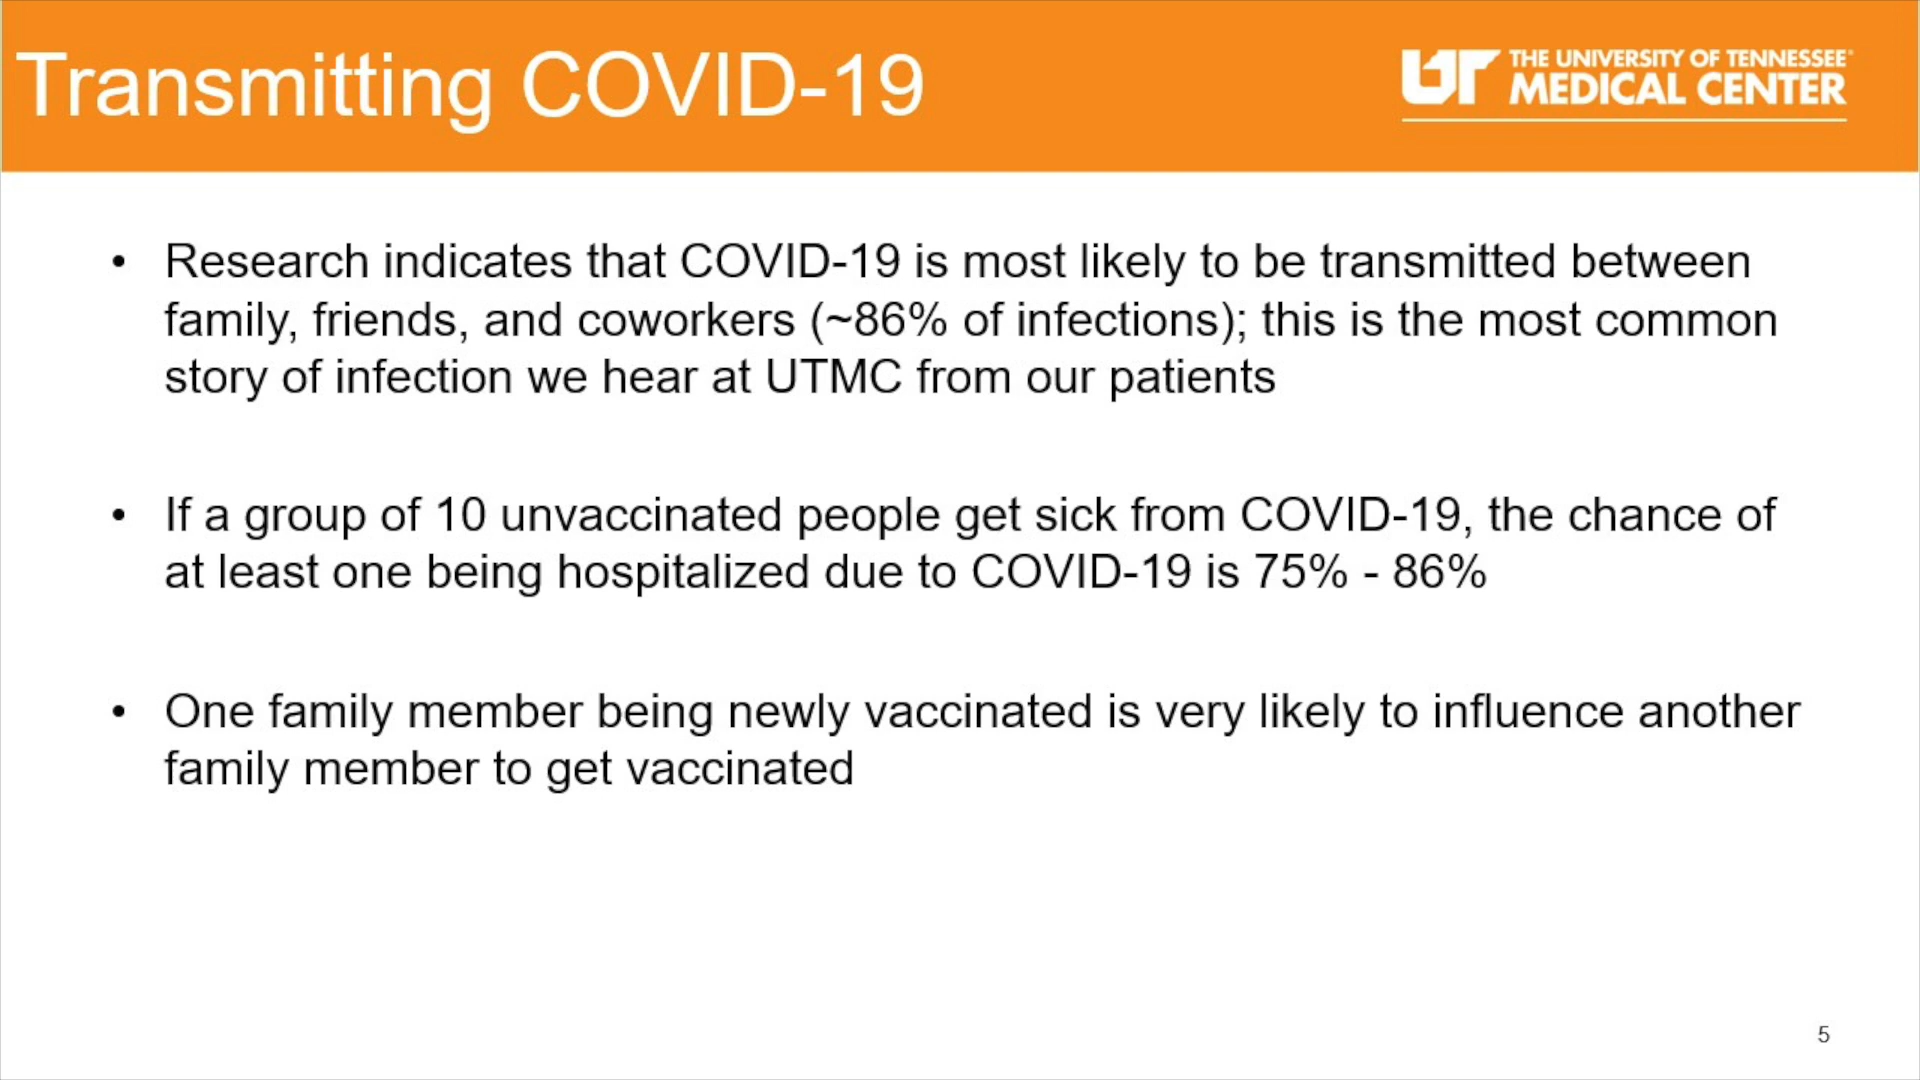 Transmitting COVID-19
UT THE UNIVERSITY OF TENNESSEE
MEDICAL CENTER
• Research indicates that COVID-19 is most likely to be transmitted between
family, friends, and coworkers (~86% of infections); this is the most common
story of infection we hear at UTMC from our patients
• If a group of 10 unvaccinated people get sick from COVID-19, the chance of
at least one being hospitalized due to COVID-19 is 75% - 86%
• One family member being newly vaccinated is very likely to influence another
family member to get vaccinated
5